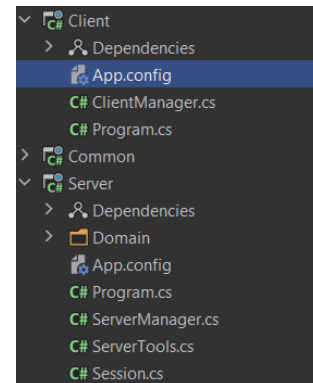 C# Client
Dependencies
App.config
C# ClientManager.cs
C# Program.cs
C# Common
C# Server
Dependencies
Domain
App.config
C# Program.cs
C# ServerManager.cs
C# ServerTools.cs
C# Session.cs